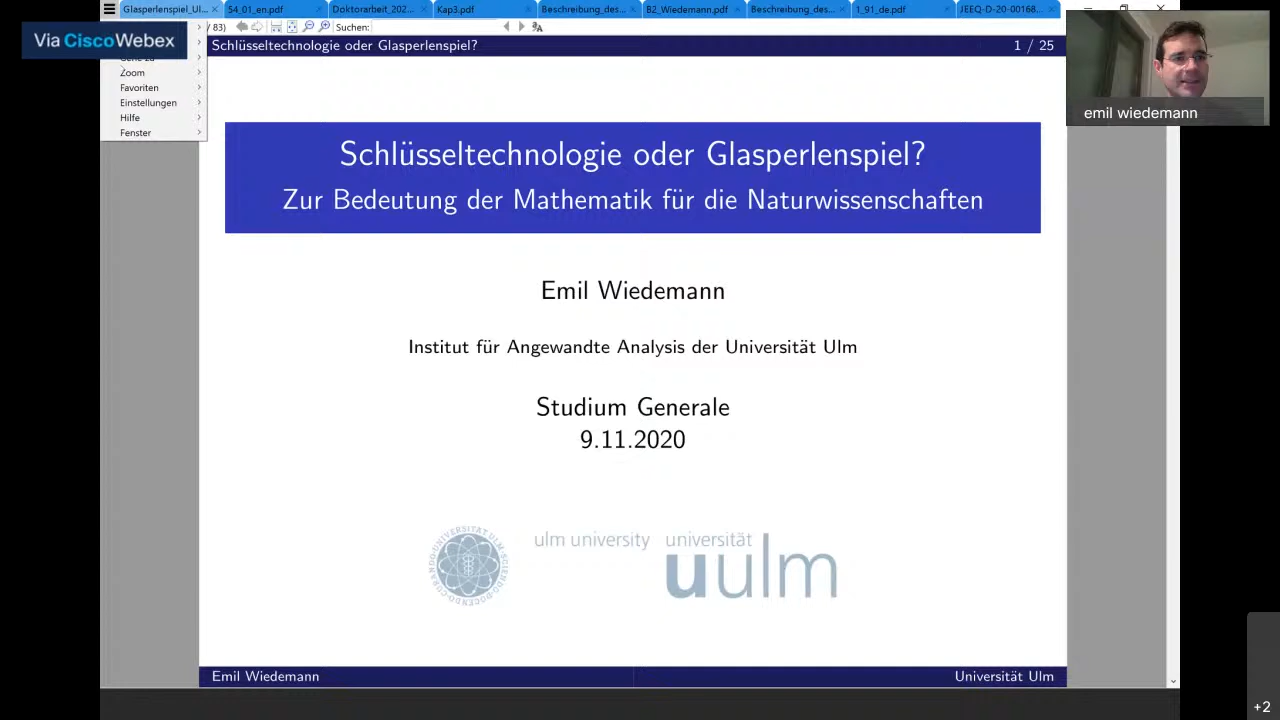 Glasperlenspiel_Ul...
54_01_en.pdf
Doktorarbeit_202...
Kap3.pdf
Beschreibung_des...
B2_Wiedemann.pdf
Beschreibung_des...
1_91_de.pdf
JEEQ-D-20-00168...
/ 83)
Suchen:
Via Cisco Webex
Zoom
Favoriten
Einstellungen
Hilfe
Fenster
Schlüsseltechnologie oder Glasperlenspiel?
1 / 25
emil wiedemann
Schlüsseltechnologie oder Glasperlenspiel?
Zur Bedeutung der Mathematik für die Naturwissenschaften
Emil Wiedemann
Institut für Angewandte Analysis der Universität Ulm
Studium Generale
9.11.2020
ulm university universität
uulm
Emil Wiedemann
Universität Ulm
+2